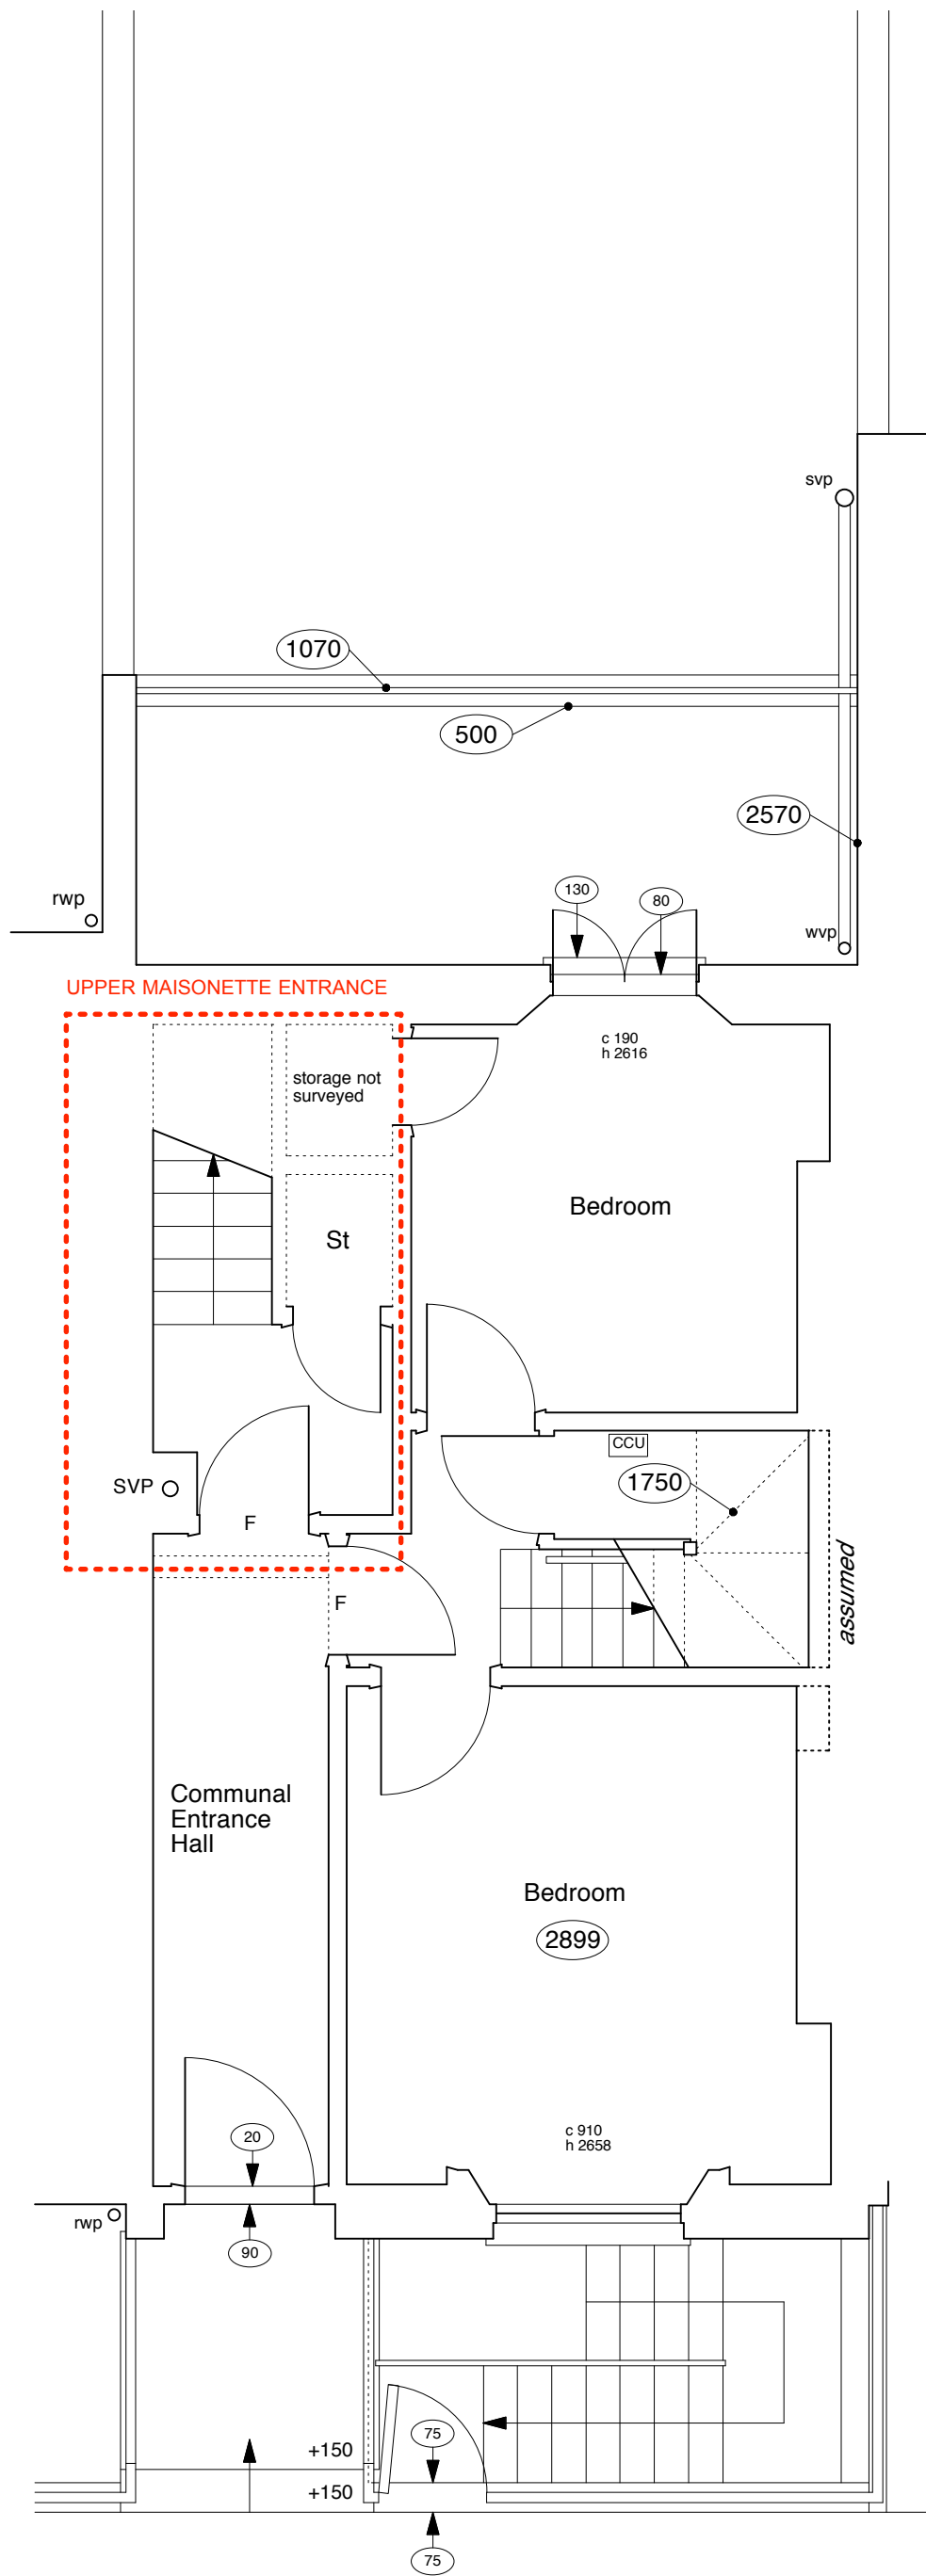 svp
1070
500
2570
rwp
130
80
wvp
UPPER MAISONETTE ENTRANCE
c 190
h 2616
storage not
surveyed
Bedroom
St
CCU
1750
SVP
F
F
assumed
Communal
Entrance
Hall
Bedroom
2899
20
c 910
h 2658
rwp
90
75
+150
+150
75